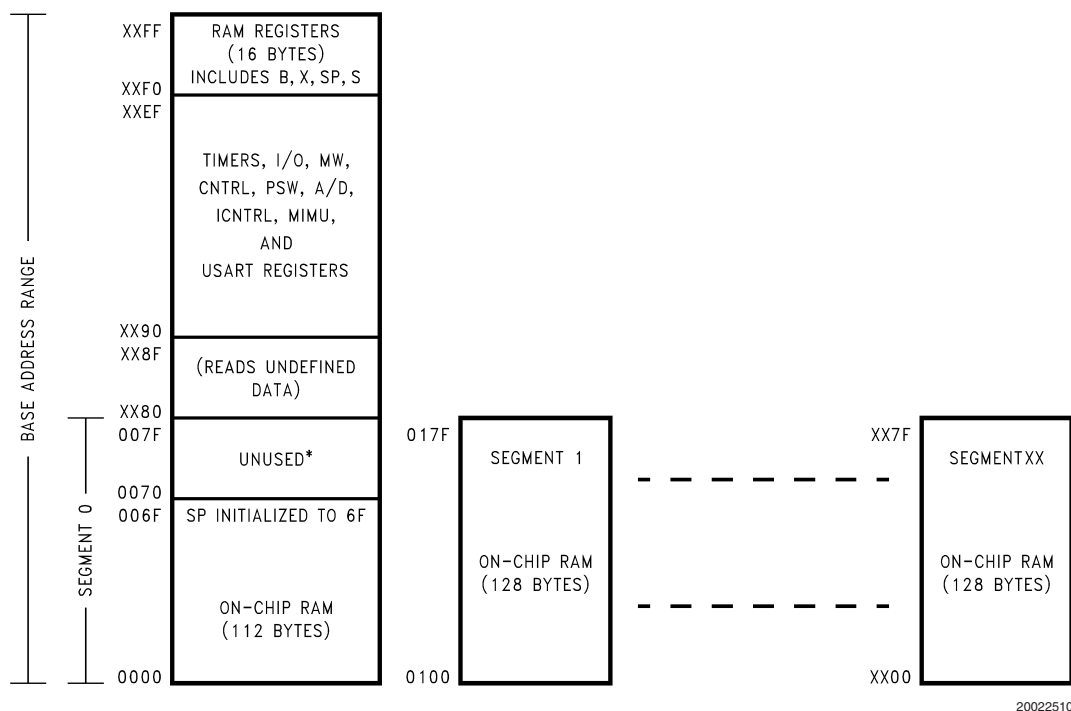 XXFF
RAM REGISTERS
(16 BYTES)
INCLUDES B, X, SP, S
XXF0
XXEF
TIMERS, I/O, MW,
CNTRL, PSW, A/D,
ICNTRL, MIMU,
AND
USART REGISTERS
XX90
XX8F
(READS UNDEFINED
DATA)
XX80
BASE ADDRESS RANGE
007F
UNUSED*
0070
006F
SP INITIALIZED TO 6F
SEGMENT 0
ON-CHIP RAM
(112 BYTES)
0000
017F
SEGMENT 1
ON-CHIP RAM
(128 BYTES)
0100
XX7F
SEGMENT XX
ON-CHIP RAM
(128 BYTES)
XX00
20022510